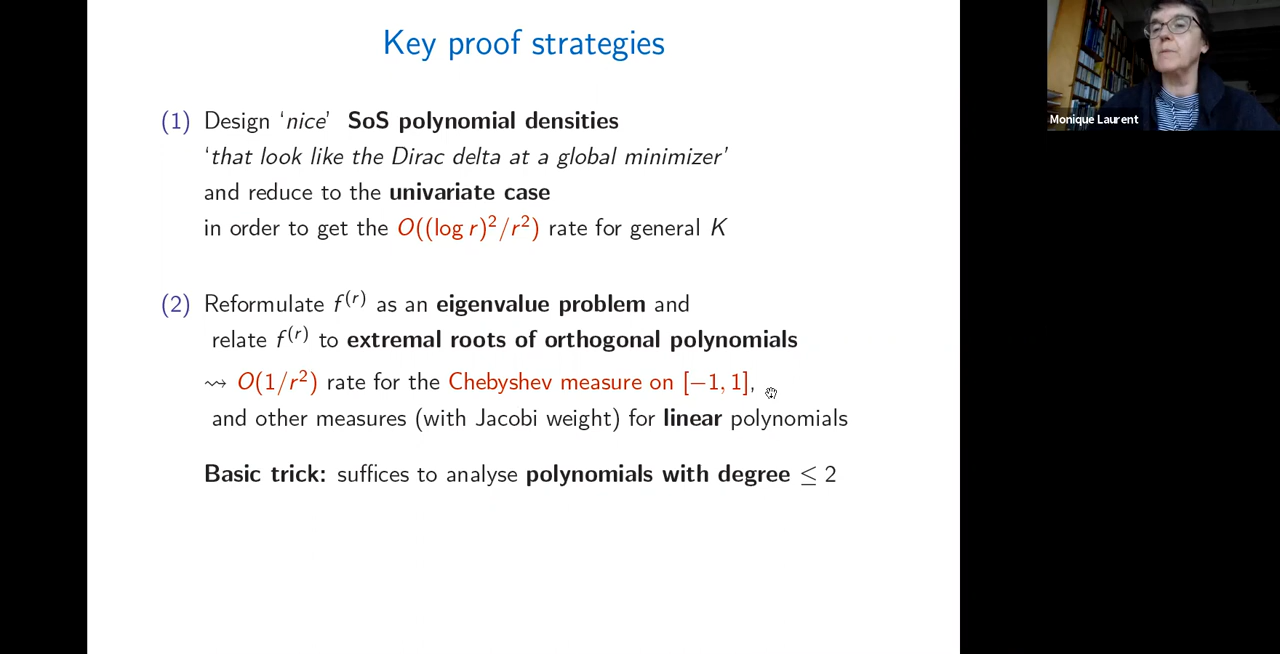 Key proof strategies
(1) Design ‘nice’ SoS polynomial densities
‘that look like the Dirac delta at a global minimizer’
and reduce to the univariate case
in order to get the O((log r)²/r²) rate for general K
(2) Reformulate f⁽ʳ⁾ as an eigenvalue problem and
relate f⁽ʳ⁾ to extremal roots of orthogonal polynomials
⇝ O(1/r²) rate for the Chebyshev measure on [−1, 1],
and other measures (with Jacobi weight) for linear polynomials
Basic trick: suffices to analyse polynomials with degree ≤ 2
Monique Laurent